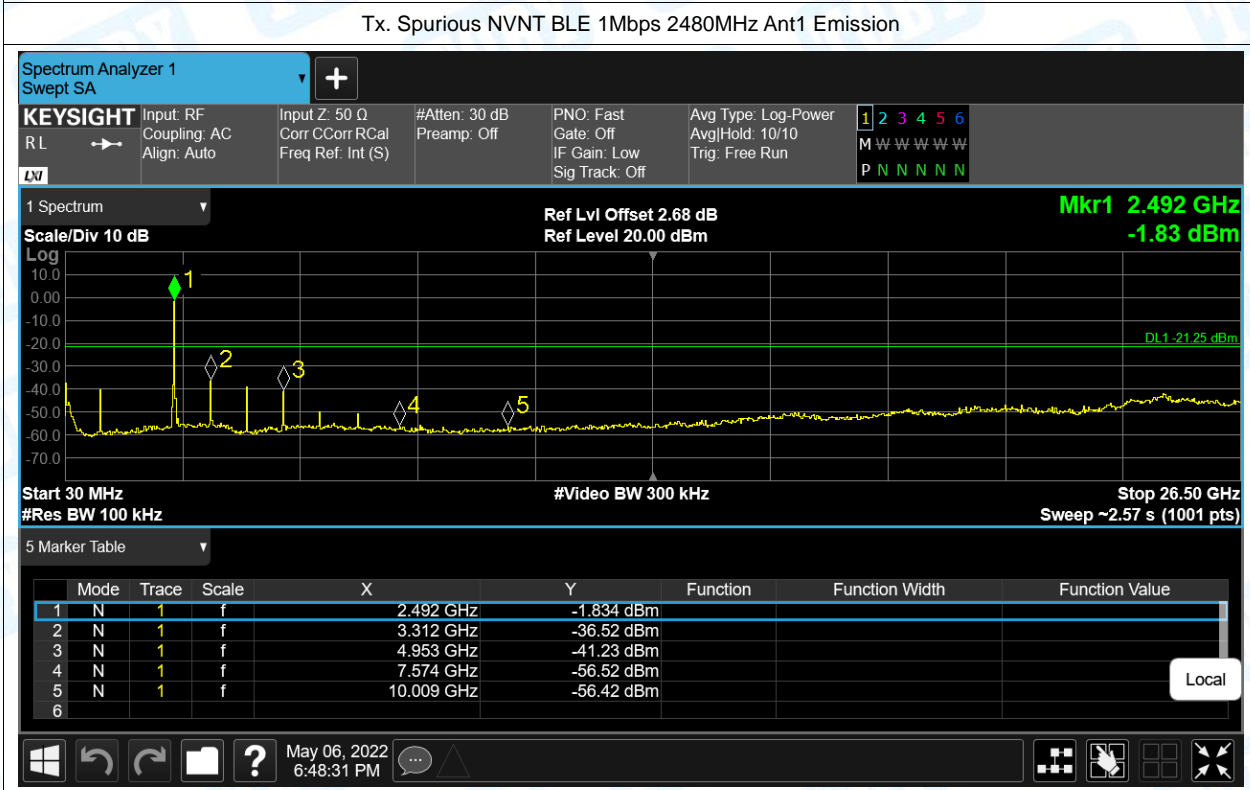 Tx. Spurious NVNT BLE 1Mbps 2480MHz Ant1 Emission
Spectrum Analyzer 1
Swept SA
KEYSIGHT
R L
LXI
Input: RF
Coupling: AC
Align: Auto
Input Z: 50 Ω
Corr CCorr RCal
Freq Ref: Int (S)
#Atten: 30 dB
Preamp: Off
PNO: Fast
Gate: Off
IF Gain: Low
Sig Track: Off
Avg Type: Log-Power
Avg|Hold: 10/10
Trig: Free Run
1 2 3 4 5 6
M W W W W W
P N N N N N
1 Spectrum
Scale/Div 10 dB
Ref Lvl Offset 2.68 dB
Ref Level 20.00 dBm
Mkr1 2.492 GHz
-1.83 dBm
Log
10.0
0.00
-10.0
-20.0
-30.0
-40.0
-50.0
-60.0
-70.0
1
2
3
4
5
DL1 -21.25 dBm
Start 30 MHz
#Video BW 300 kHz
Stop 26.50 GHz
#Res BW 100 kHz
Sweep ~2.57 s (1001 pts)
5 Marker Table
Mode Trace Scale X Y Function Function Width Function Value
1 N 1 f 2.492 GHz -1.834 dBm
2 N 1 f 3.312 GHz -36.52 dBm
3 N 1 f 4.953 GHz -41.23 dBm
4 N 1 f 7.574 GHz -56.52 dBm
5 N 1 f 10.009 GHz -56.42 dBm
6
Local
?
May 06, 2022
6:48:31 PM